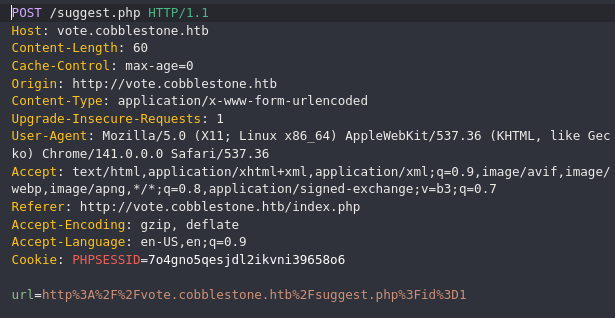 POST /suggest.php HTTP/1.1
Host: vote.cobblestone.htb
Content-Length: 60
Cache-Control: max-age=0
Origin: http://vote.cobblestone.htb
Content-Type: application/x-www-form-urlencoded
Upgrade-Insecure-Requests: 1
User-Agent: Mozilla/5.0 (X11; Linux x86_64) AppleWebKit/537.36 (KHTML, like Gec
ko) Chrome/141.0.0.0 Safari/537.36
Accept: text/html,application/xhtml+xml,application/xml;q=0.9,image/avif,image/
webp,image/apng,*/*;q=0.8,application/signed-exchange;v=b3;q=0.7
Referer: http://vote.cobblestone.htb/index.php
Accept-Encoding: gzip, deflate
Accept-Language: en-US,en;q=0.9
Cookie: PHPSESSID=7o4gno5qesjdl2ikvni39658o6

url=http%3A%2F%2Fvote.cobblestone.htb%2Fsuggest.php%3Fid%3D1